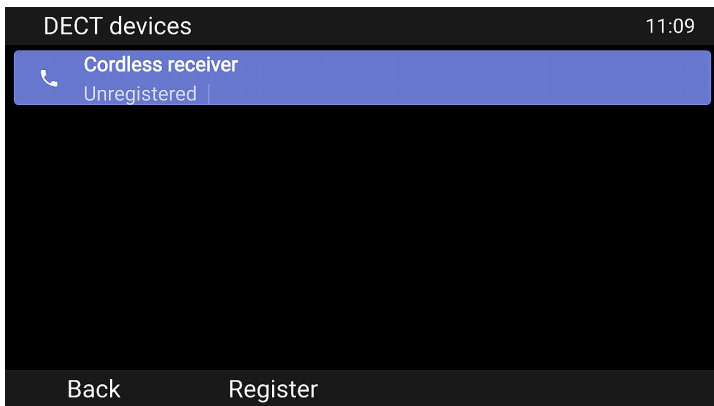 DECT devices 11:09
Cordless receiver
Unregistered |
Back Register